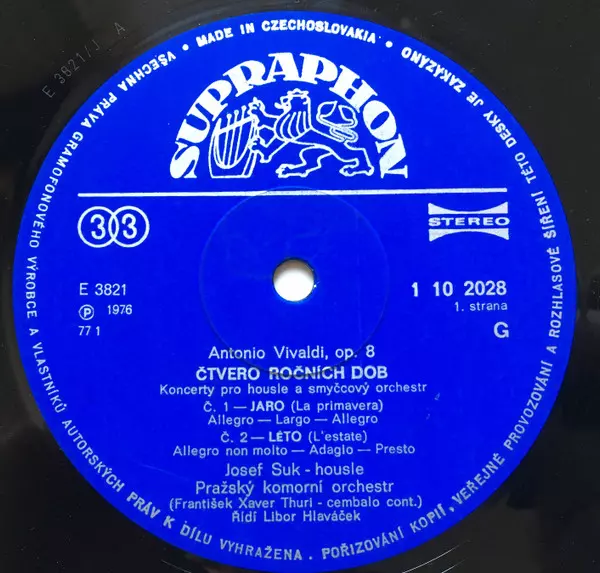 E 3821/J A
VŠECHNA PRÁVA GRAMOFONOVÉHO VÝROBCE A VLASTNÍKŮ AUTORSKÝCH PRÁV K DÍLU VYHRAŽENA. POŘIZOVÁNÍ KOPIÍ, VEŘEJNÉ PROVOZOVÁNÍ A ROZHLASOVÉ ŠÍŘENÍ TÉTO DESKY JE ZAKÁZÁNO • MADE IN CZECHOSLOVAKIA •
SUPRAPHON
33
STEREO
E 3821
1 10 2028
Ⓟ 1976
1. strana
77 1
G
Antonio Vivaldi, op. 8
ČTVERO ROČNÍCH DOB
Koncerty pro housle a smyčcový orchestr
Č. 1 — JARO (La primavera)
Allegro — Largo — Allegro
Č. 2 — LÉTO (L'estate)
Allegro non molto — Adagio — Presto
Josef Suk - housle
Pražský komorní orchestr
(František Xaver Thuri - cembalo cont.)
Řídí Libor Hlaváček